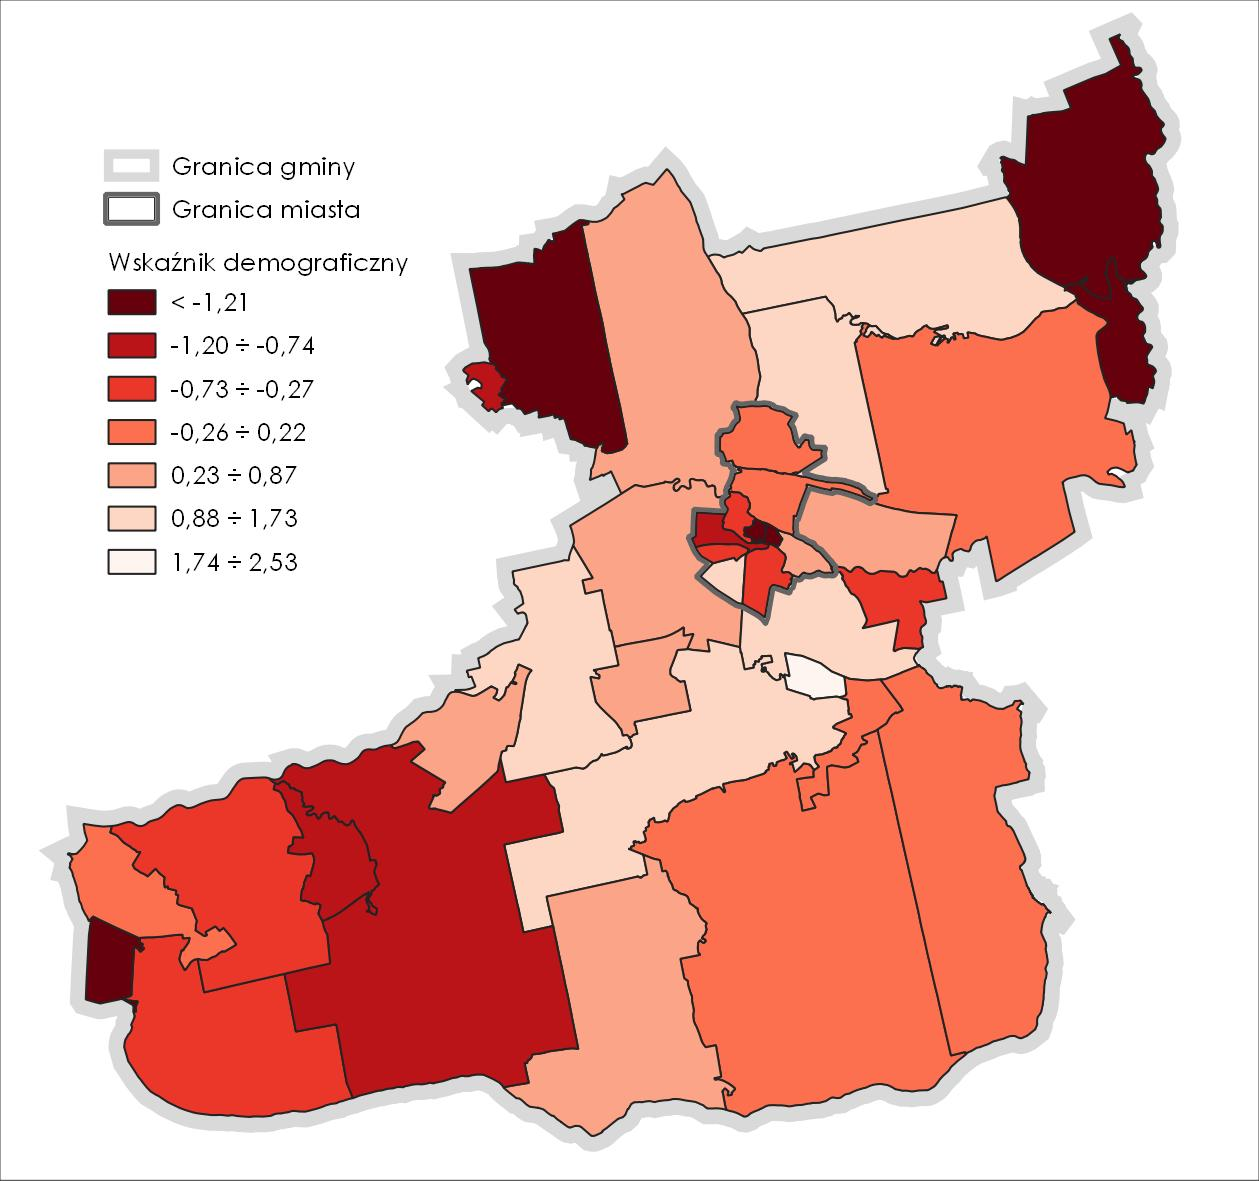 Granica gminy
Granica miasta
Wskaźnik demograficzny
< -1,21
-1,20 ÷ -0,74
-0,73 ÷ -0,27
-0,26 ÷ 0,22
0,23 ÷ 0,87
0,88 ÷ 1,73
1,74 ÷ 2,53